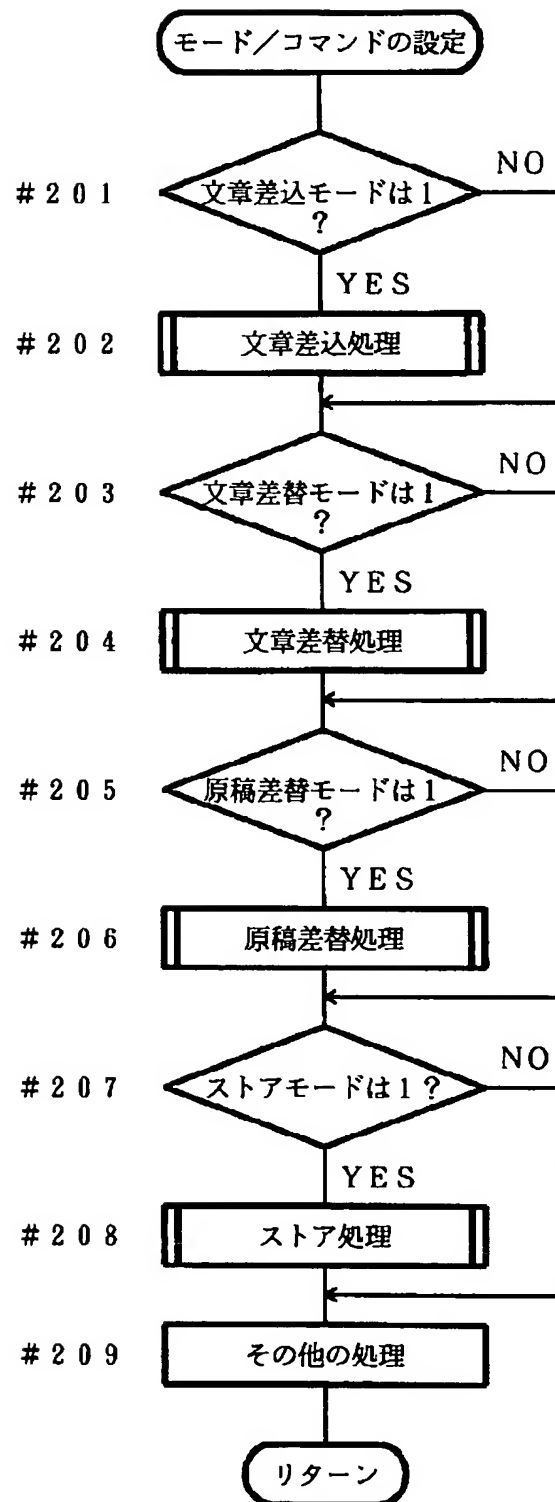 モード／コマンドの設定
NO
#201
文章差込モードは1
?
YES
#202
文章差込処理
NO
#203
文章差替モードは1
?
YES
#204
文章差替処理
NO
#205
原稿差替モードは1
?
YES
#206
原稿差替処理
NO
#207
ストアモードは1?
YES
#208
ストア処理
#209
その他の処理
リターン